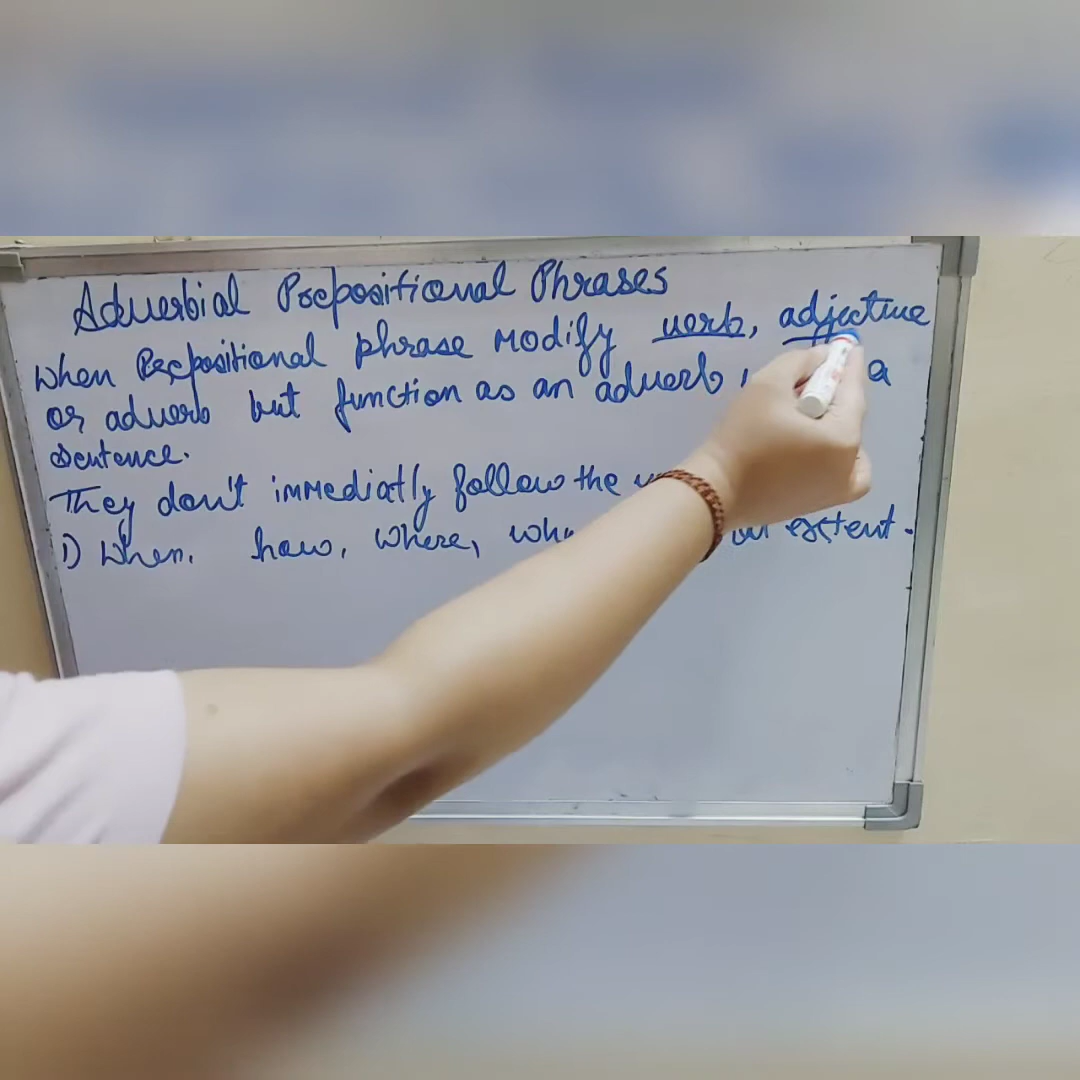 Adverbial Prepositional Phrases
When Prepositional phrase modify verb, adjective
or adverb but function as an adverb a
sentence.
They don't immediatly follow the
1) When. how, where, extent.